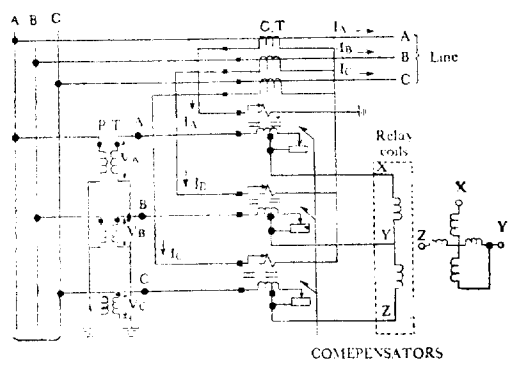 A B C
C.T
I_A A
I_B B
I_C C
Line
P T
A
V_A
I_A
Relay
coils
X
I_B
B
V_B
Y
I_C
C
V_C
Z
X
Z
Y
COMEPENSATORS